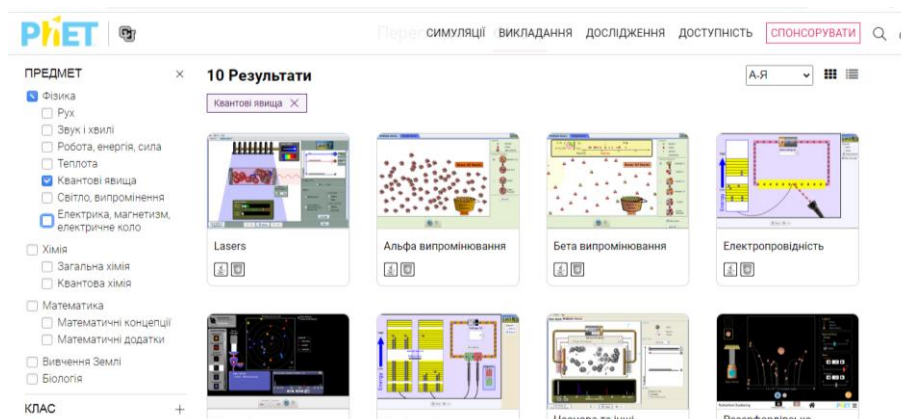 PhET
СИМУЛЯЦІЇ ВИКЛАДАННЯ ДОСЛІДЖЕННЯ ДОСТУПНІСТЬ СПОНСОРУВАТИ
ПРЕДМЕТ
Фізика
Рух
Звук і хвилі
Робота, енергія, сила
Теплота
Квантові явища
Світло, випромінення
Електрика, магнетизм,
електричне коло
Хімія
Загальна хімія
Квантова хімія
Математика
Математичні концепції
Математичні додатки
Вивчення Землі
Біологія
КЛАС
10 Результати
А-Я
Квантові явища
Lasers
Альфа випромінювання
Бета випромінювання
Електропровідність